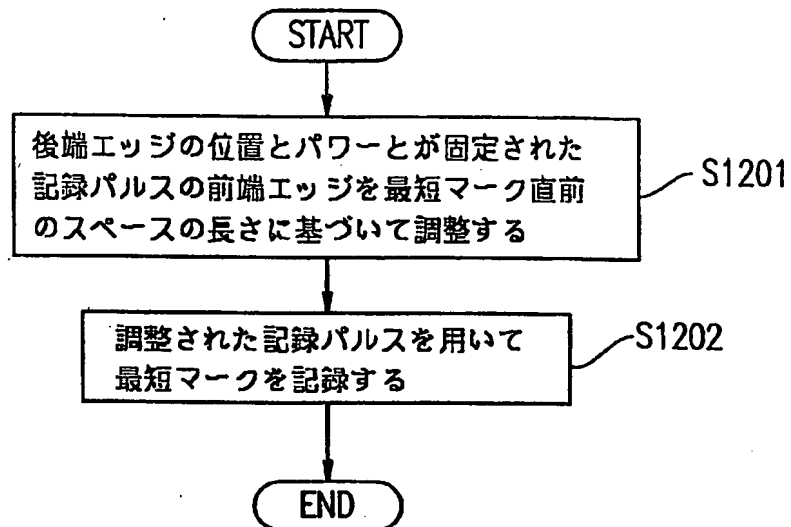 START
後端エッジの位置とパワーとが固定された
記録パルスの前端エッジを最短マーク直前
のスペースの長さに基づいて調整する
S1201
調整された記録パルスを用いて
最短マークを記録する
S1202
END